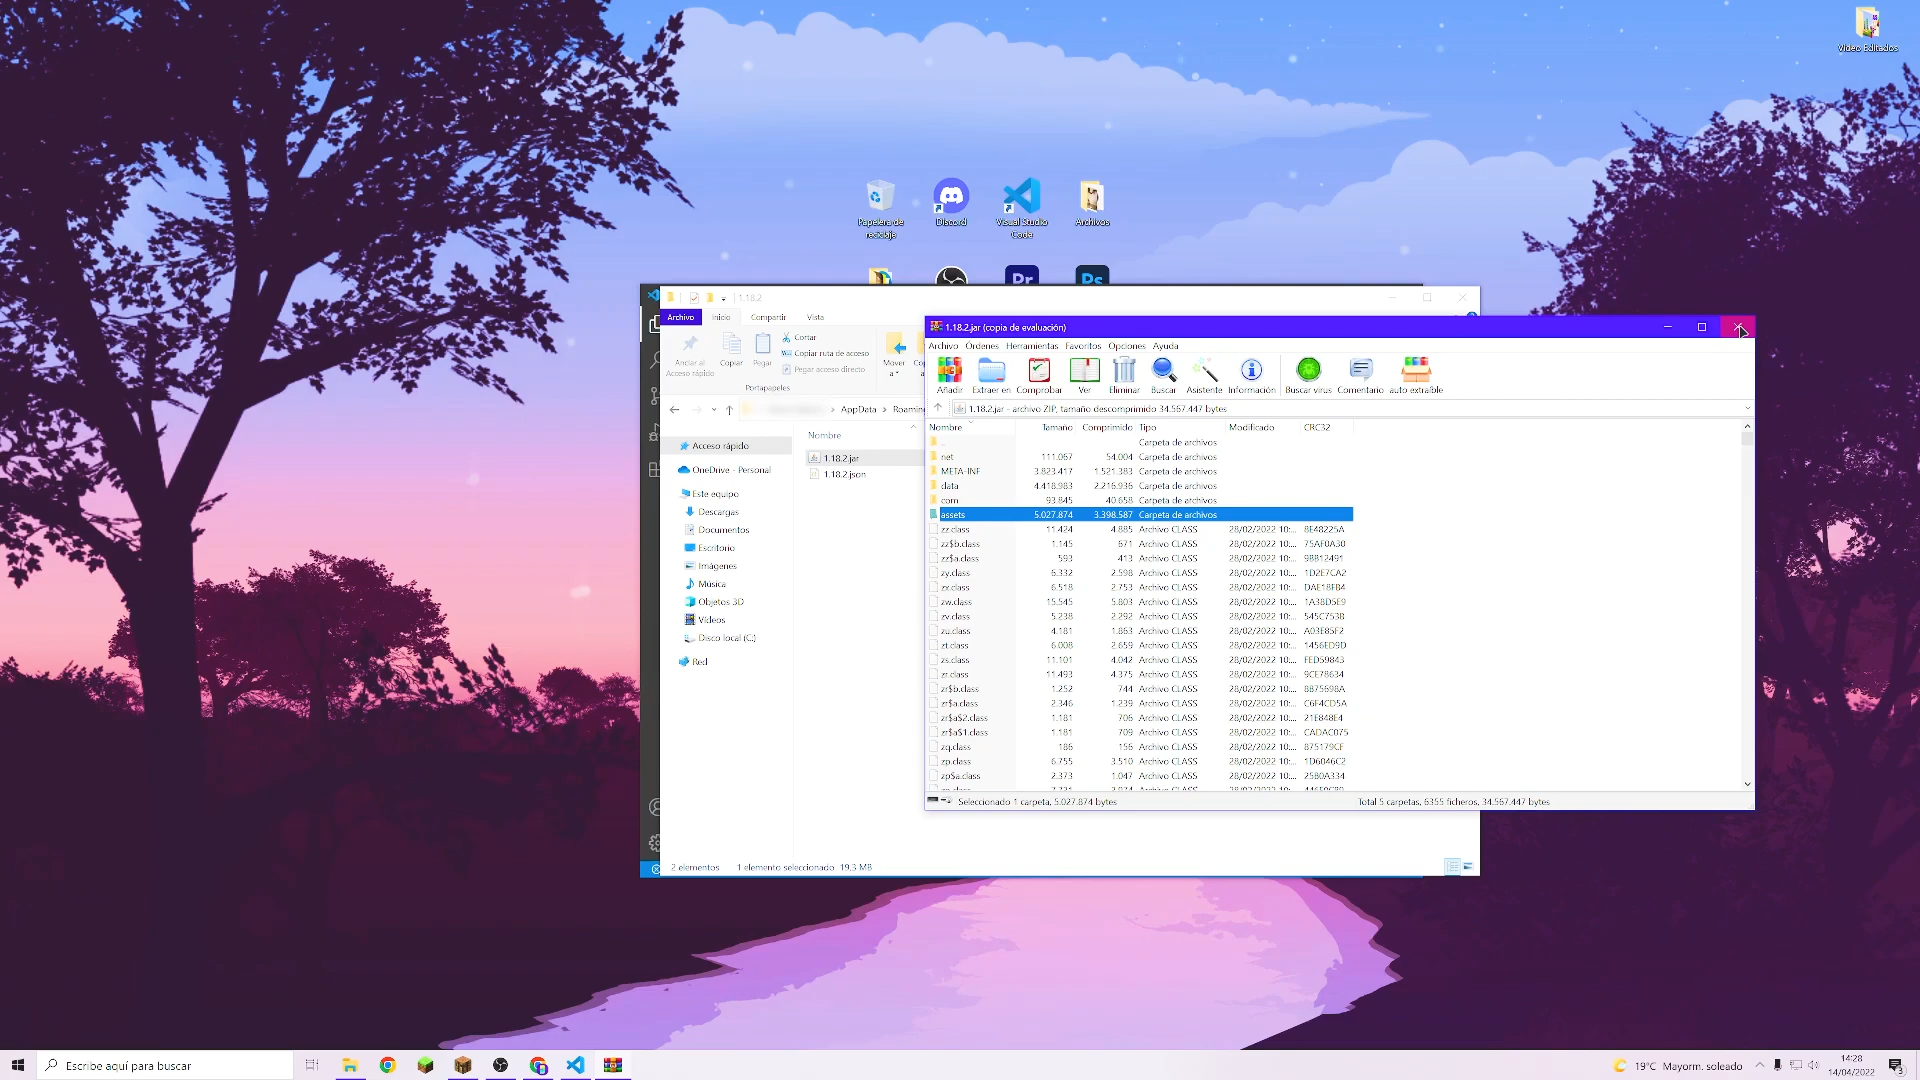 Video Editados
Papelera de
reciclaje
Discord
Visual Studio
Code
Archivos
Pr
Ps
1.18.2
Archivo
Inicio
Compartir
Vista
Anclar al
Acceso rápido
Copiar
Pegar
Cortar
Copiar ruta de acceso
Pegar acceso directo
Portapapeles
Mover
a
AppData
Roaming
Acceso rápido
OneDrive - Personal
Este equipo
Descargas
Documentos
Escritorio
Imágenes
Música
Objetos 3D
Vídeos
Disco local (C:)
Red
Nombre
1.18.2.jar
1.18.2.json
2 elementos
1 elemento seleccionado 19,3 MB
1.18.2.jar (copia de evaluación)
Archivo Órdenes Herramientas Favoritos Opciones Ayuda
Añadir Extraer en Comprobar Ver Eliminar Buscar Asistente Información Buscar virus Comentario auto extraíble
1.18.2.jar - archivo ZIP, tamaño descomprimido 34.567.447 bytes
Nombre Tamaño Comprimido Tipo Modificado CRC32
.. Carpeta de archivos
net 111.067 54.004 Carpeta de archivos
META-INF 3.823.417 1.521.383 Carpeta de archivos
data 4.418.983 2.216.936 Carpeta de archivos
com 93.845 40.658 Carpeta de archivos
assets 5.027.874 3.398.587 Carpeta de archivos
zz.class 11.424 4.885 Archivo CLASS 28/02/2022 10:... 8E48225A
zz$b.class 1.145 671 Archivo CLASS 28/02/2022 10:... 75AF0A30
zz$a.class 593 413 Archivo CLASS 28/02/2022 10:... 98B12491
zy.class 6.332 2.598 Archivo CLASS 28/02/2022 10:... 1D2E7CA2
zx.class 6.518 2.753 Archivo CLASS 28/02/2022 10:... DAE18FB4
zw.class 15.545 5.803 Archivo CLASS 28/02/2022 10:... 1A38D5E9
zv.class 5.238 2.292 Archivo CLASS 28/02/2022 10:... 545C753B
zu.class 4.181 1.863 Archivo CLASS 28/02/2022 10:... A03E85F2
zt.class 6.008 2.659 Archivo CLASS 28/02/2022 10:... 1456ED9D
zs.class 11.101 4.042 Archivo CLASS 28/02/2022 10:... FED59843
zr.class 11.493 4.375 Archivo CLASS 28/02/2022 10:... 9CE78634
zr$b.class 1.252 744 Archivo CLASS 28/02/2022 10:... 8B75698A
zr$a.class 2.346 1.239 Archivo CLASS 28/02/2022 10:... C6F4CD5A
zr$a$2.class 1.181 706 Archivo CLASS 28/02/2022 10:... 21E848E4
zr$a$1.class 1.181 709 Archivo CLASS 28/02/2022 10:... CADAC075
zq.class 186 156 Archivo CLASS 28/02/2022 10:... 875179CF
zp.class 6.755 3.510 Archivo CLASS 28/02/2022 10:... 1D6046C2
zp$a.class 2.373 1.047 Archivo CLASS 28/02/2022 10:... 25B0A334
Seleccionado 1 carpeta, 5.027.874 bytes
Total 5 carpetas, 6355 ficheros, 34.567.447 bytes
Escribe aquí para buscar
19°C Mayorm. soleado
14:28
14/04/2022
3